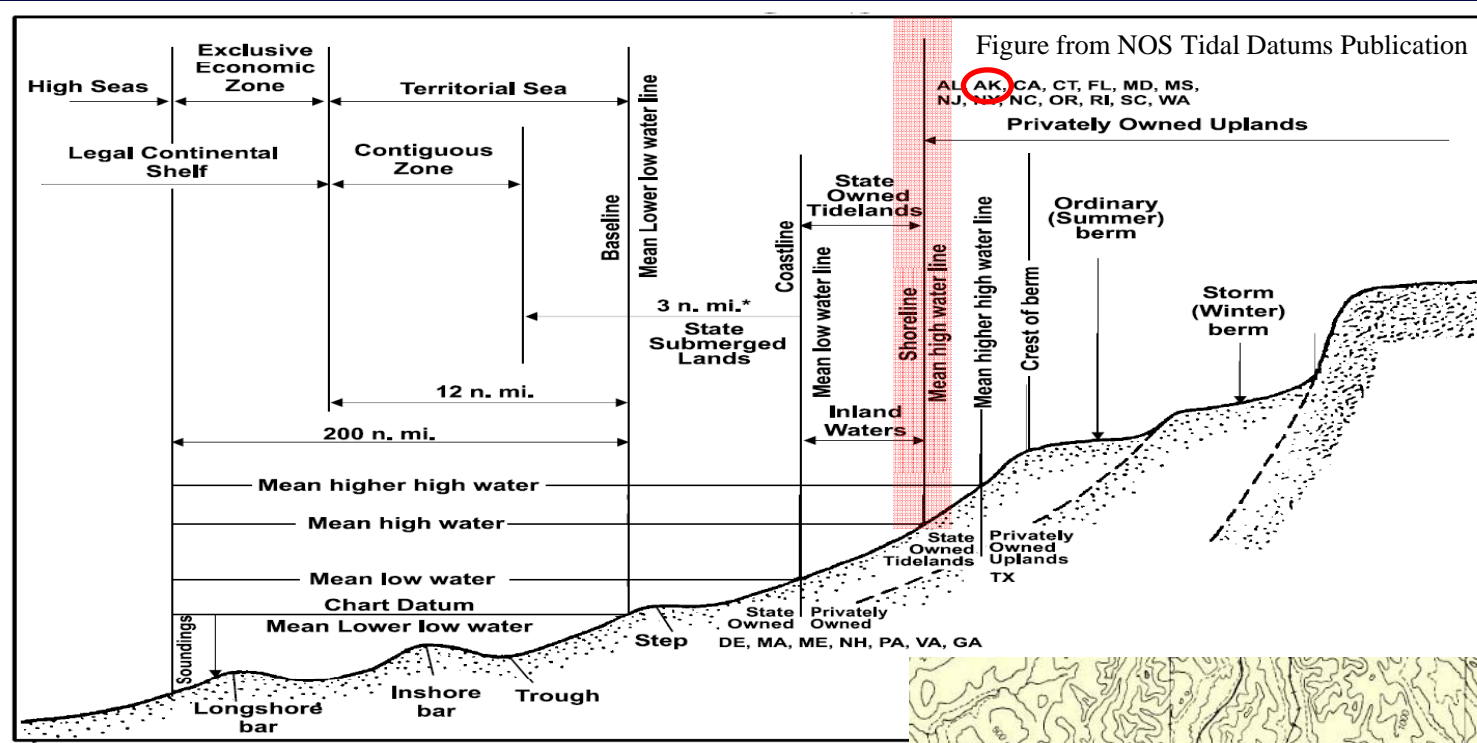 Figure from NOS Tidal Datums Publication
High Seas
Exclusive
Economic
Zone
Territorial Sea
AL, AK, CA, CT, FL, MD, MS,
NJ, NY, NC, OR, RI, SC, WA
Privately Owned Uplands
Legal Continental
Shelf
Contiguous
Zone
Baseline
Mean Lower low water line
State
Owned
Tidelands
Coastline
Mean low water line
Shoreline
Mean high water line
Mean higher high water line
Crest of berm
Ordinary
(Summer)
berm
Storm
(Winter)
berm
3 n. mi.*
State
Submerged
Lands
12 n. mi.
200 n. mi.
Inland
Waters
Mean higher high water
Mean high water
Mean low water
Chart Datum
Mean Lower low water
Soundings
State
Owned
Tidelands
Privately
Owned
Uplands
TX
State
Owned
Privately
Owned
DE, MA, ME, NH, PA, VA, GA
Step
Trough
Inshore
bar
Longshore
bar
1000